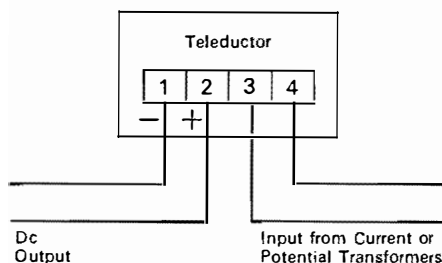 Teleductor
1 2 3 4
− +
Dc
Output
Input from Current or
Potential Transformers